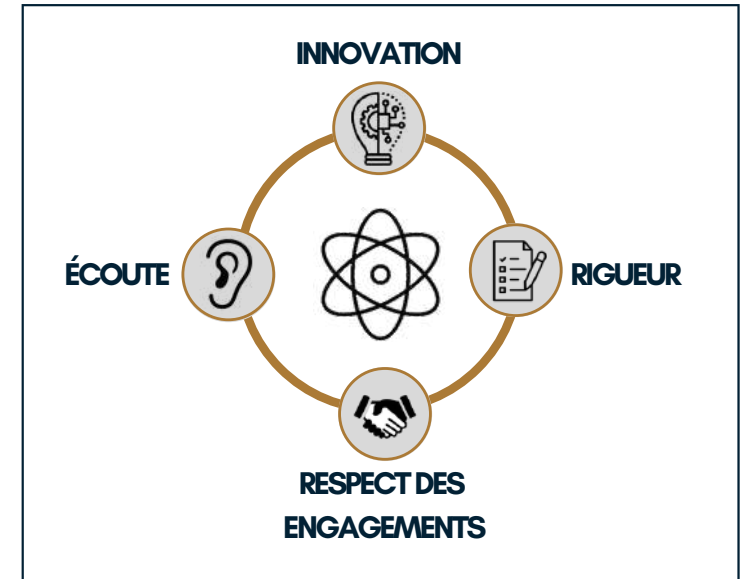 INNOVATION
ÉCOUTE
RIGUEUR
RESPECT DES
ENGAGEMENTS